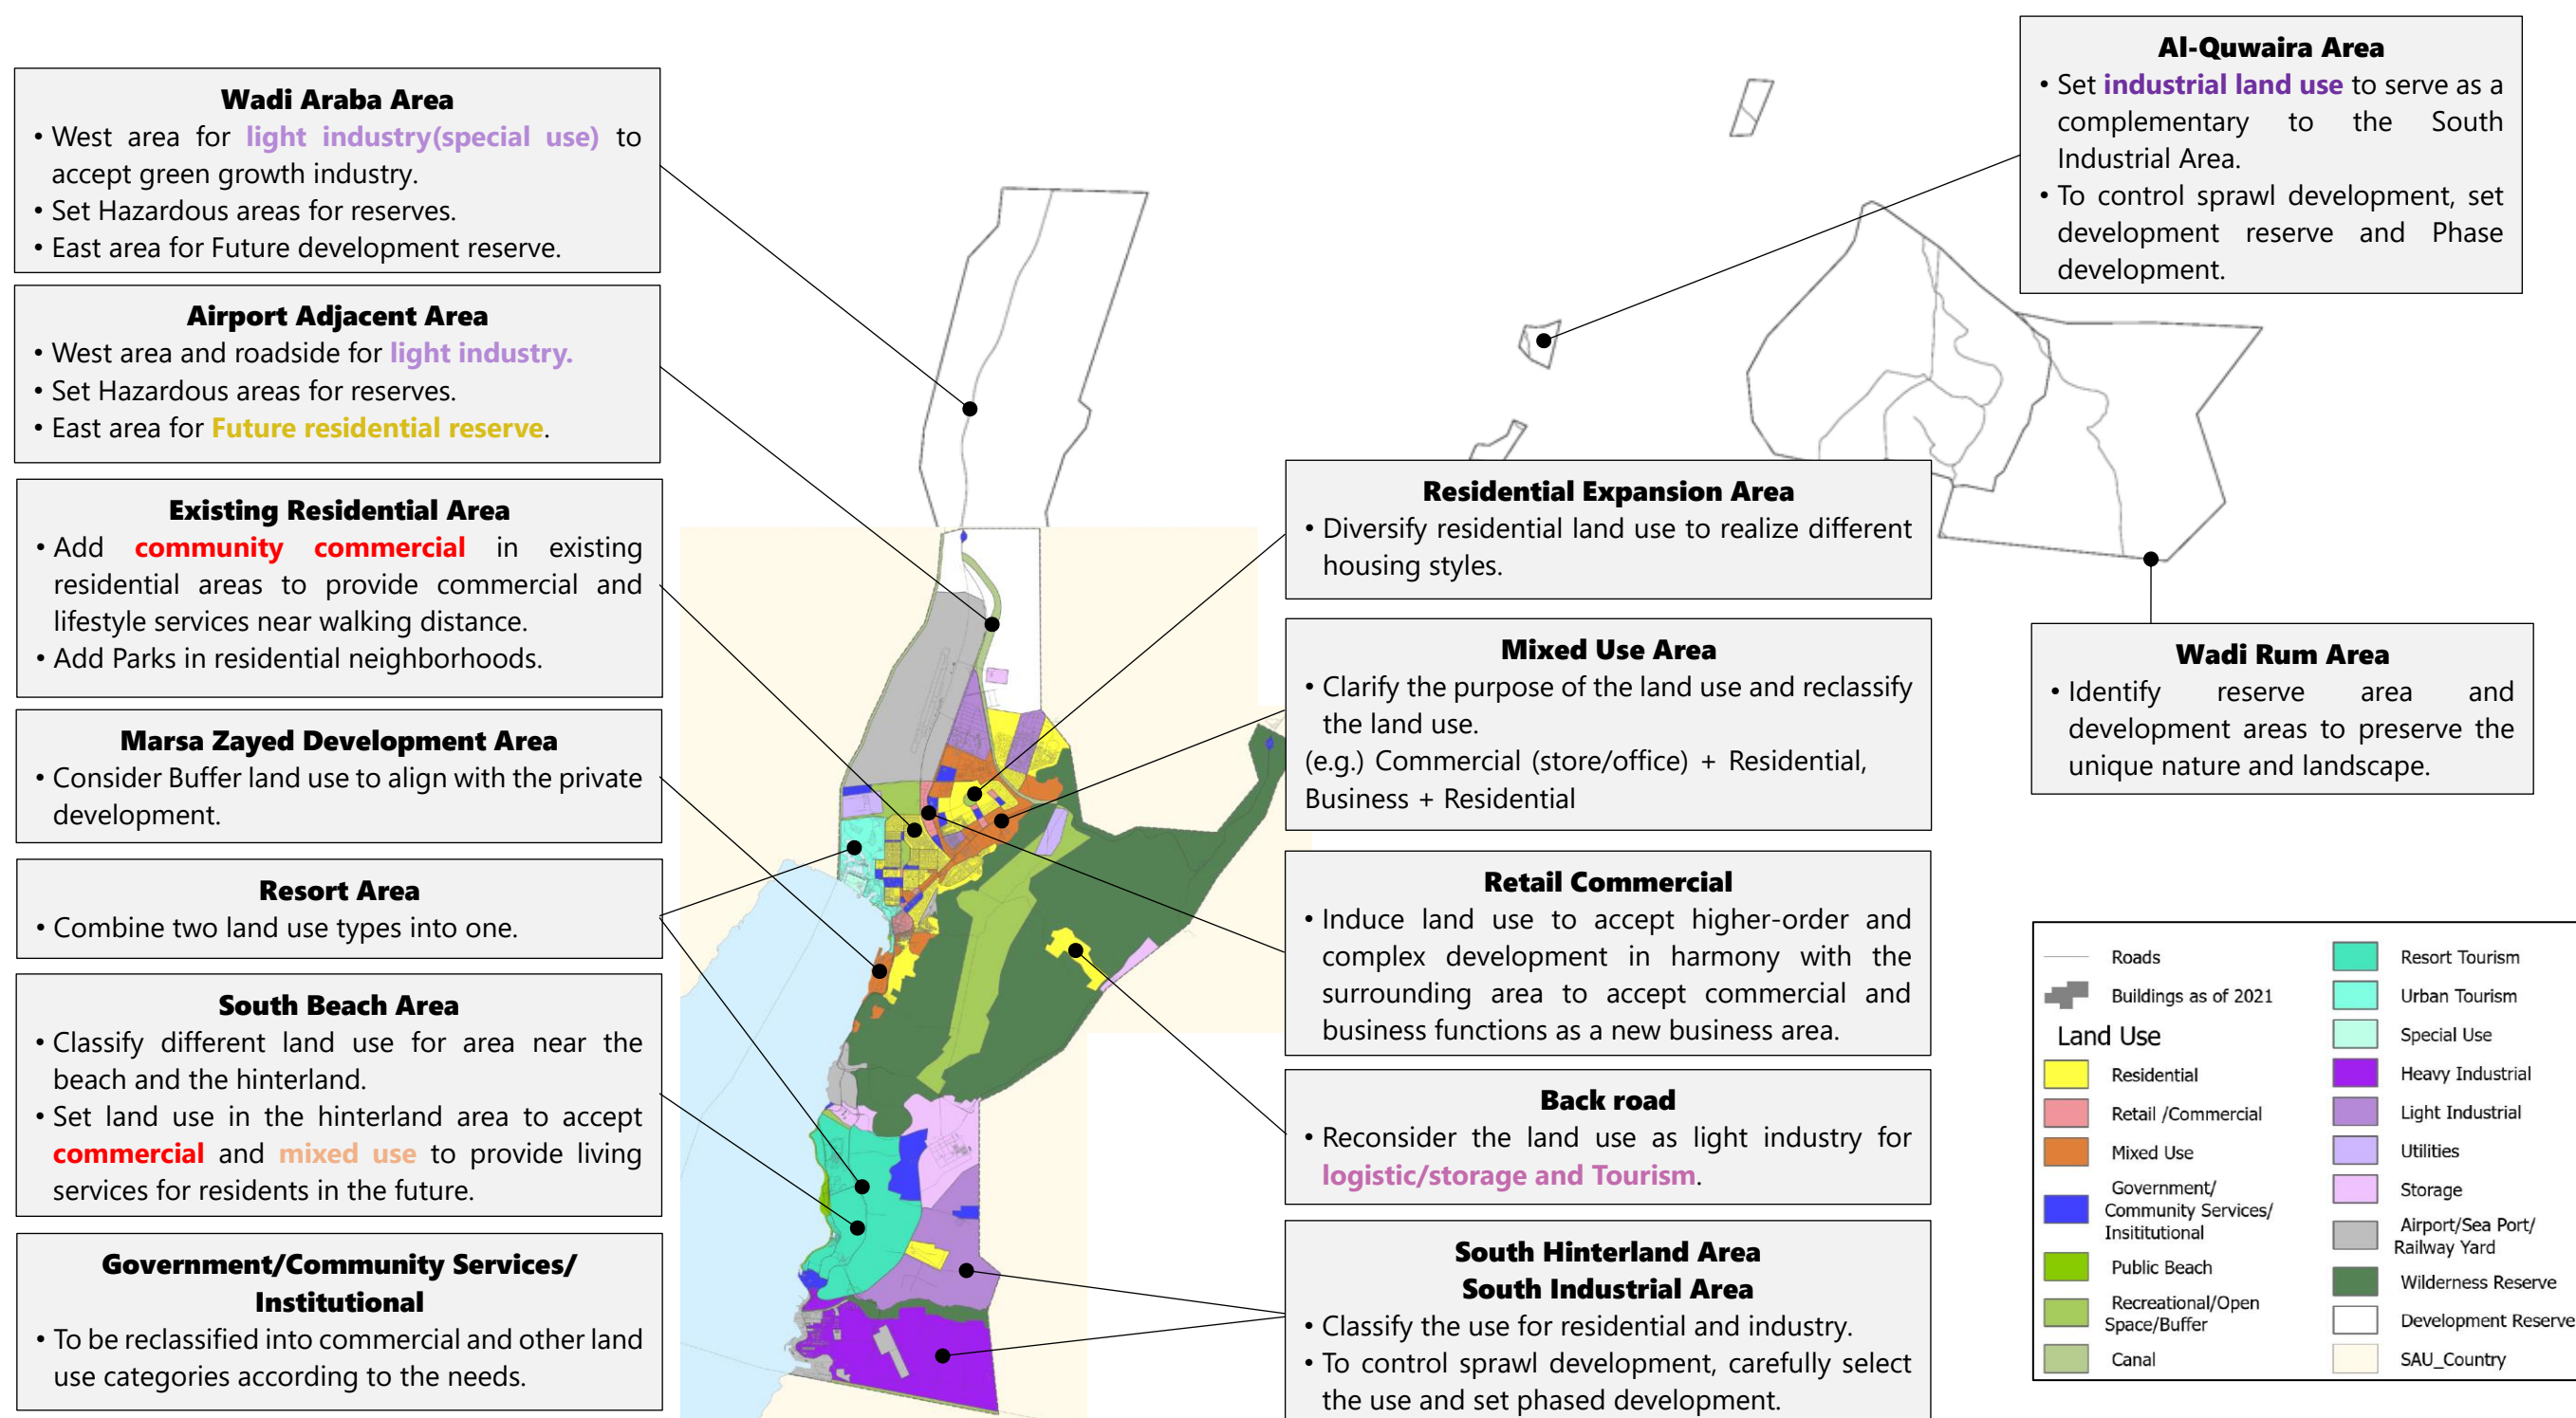 Wadi Araba Area
• West area for light industry(special use) to
accept green growth industry.
• Set Hazardous areas for reserves.
• East area for Future development reserve.
Airport Adjacent Area
• West area and roadside for light industry.
• Set Hazardous areas for reserves.
• East area for Future residential reserve.
Existing Residential Area
• Add community commercial in existing
residential areas to provide commercial and
lifestyle services near walking distance.
• Add Parks in residential neighborhoods.
Marsa Zayed Development Area
• Consider Buffer land use to align with the private
development.
Resort Area
• Combine two land use types into one.
South Beach Area
• Classify different land use for area near the
beach and the hinterland.
• Set land use in the hinterland area to accept
commercial and mixed use to provide living
services for residents in the future.
Government/Community Services/
Institutional
• To be reclassified into commercial and other land
use categories according to the needs.
Residential Expansion Area
• Diversify residential land use to realize different
housing styles.
Mixed Use Area
• Clarify the purpose of the land use and reclassify
the land use.
(e.g.) Commercial (store/office) + Residential,
Business + Residential
Retail Commercial
• Induce land use to accept higher-order and
complex development in harmony with the
surrounding area to accept commercial and
business functions as a new business area.
Back road
• Reconsider the land use as light industry for
logistic/storage and Tourism.
South Hinterland Area
South Industrial Area
• Classify the use for residential and industry.
• To control sprawl development, carefully select
the use and set phased development.
Al-Quwaira Area
• Set industrial land use to serve as a
complementary to the South
Industrial Area.
• To control sprawl development, set
development reserve and Phase
development.
Wadi Rum Area
• Identify reserve area and
development areas to preserve the
unique nature and landscape.
Roads
Buildings as of 2021
Land Use
Residential
Retail /Commercial
Mixed Use
Government/
Community Services/
Insititutional
Public Beach
Recreational/Open
Space/Buffer
Canal
Resort Tourism
Urban Tourism
Special Use
Heavy Industrial
Light Industrial
Utilities
Storage
Airport/Sea Port/
Railway Yard
Wilderness Reserve
Development Reserve
SAU_Country